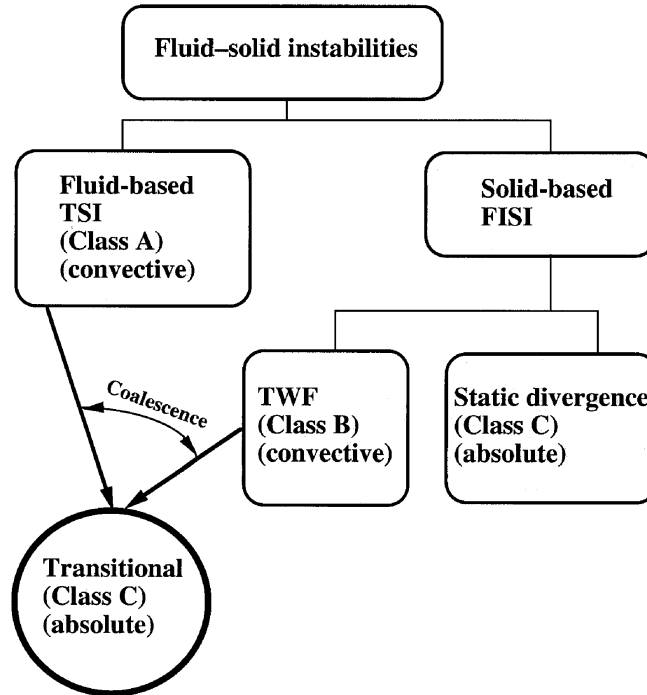 Fluid–solid instabilities
Fluid-based
TSI
(Class A)
(convective)
Solid-based
FISI
Coalescence
TWF
(Class B)
(convective)
Static divergence
(Class C)
(absolute)
Transitional
(Class C)
(absolute)